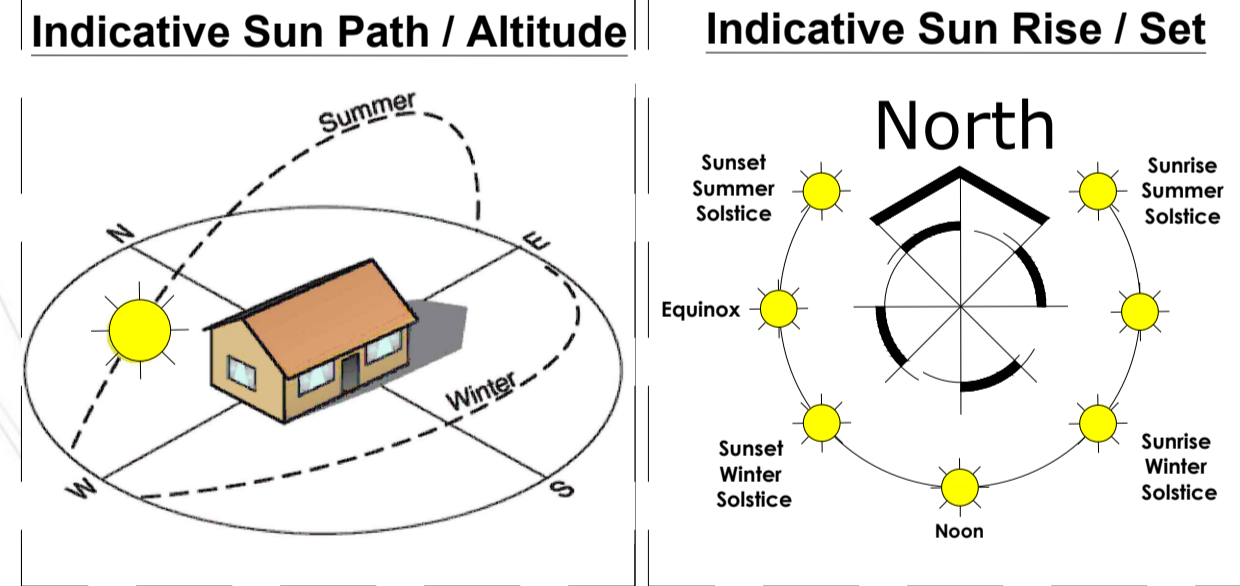 Indicative Sun Path / Altitude
Summer
N
E
Winter
W
S
Indicative Sun Rise / Set
North
Sunset
Summer
Solstice
Sunrise
Summer
Solstice
Equinox
Sunset
Winter
Solstice
Sunrise
Winter
Solstice
Noon